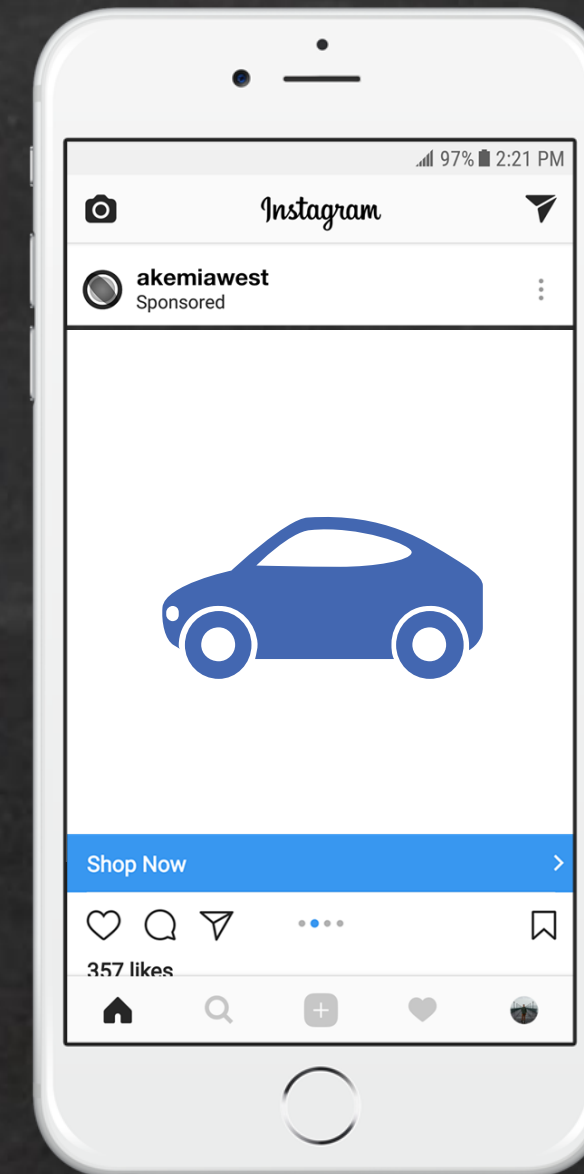 97% 2:21 PM
Instagram
akemiawest
Sponsored
Shop Now
357 likes